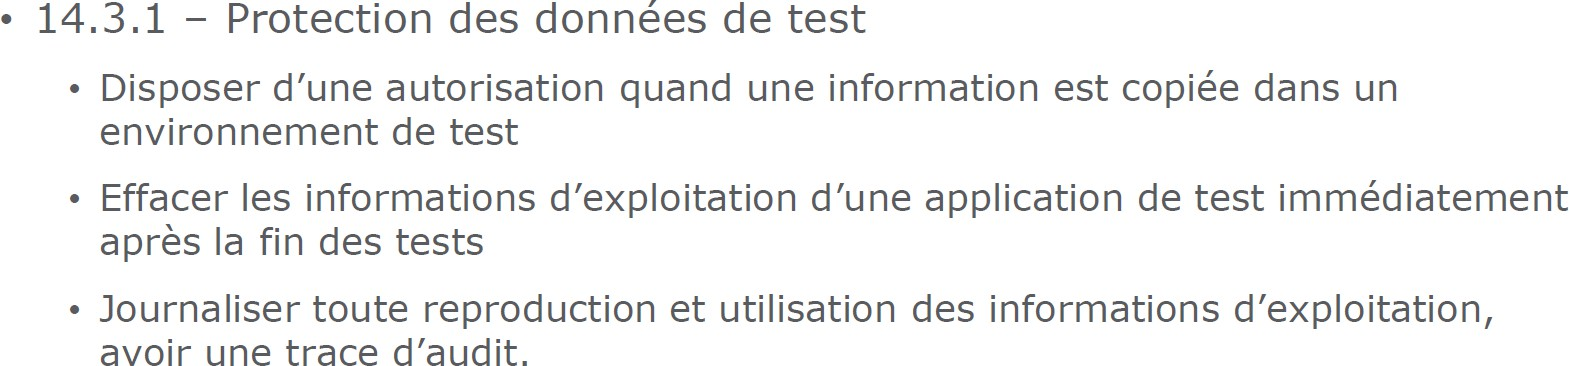 • 14.3.1 – Protection des données de test
• Disposer d’une autorisation quand une information est copiée dans un
environnement de test
• Effacer les informations d’exploitation d’une application de test immédiatement
après la fin des tests
• Journaliser toute reproduction et utilisation des informations d’exploitation,
avoir une trace d’audit.